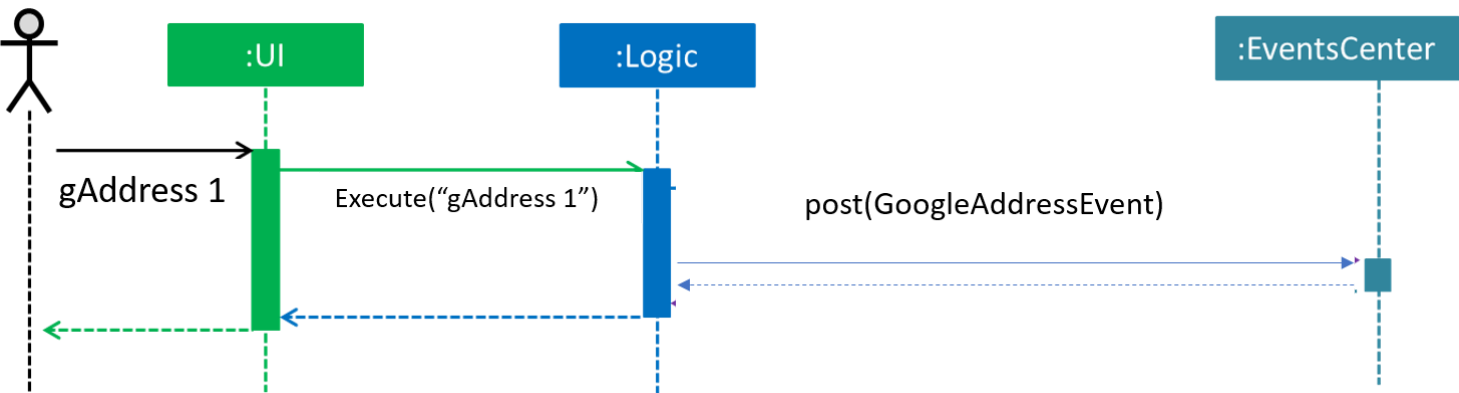 :UI
:Logic
:EventsCenter
gAddress 1
Execute(“gAddress 1”)
post(GoogleAddressEvent)